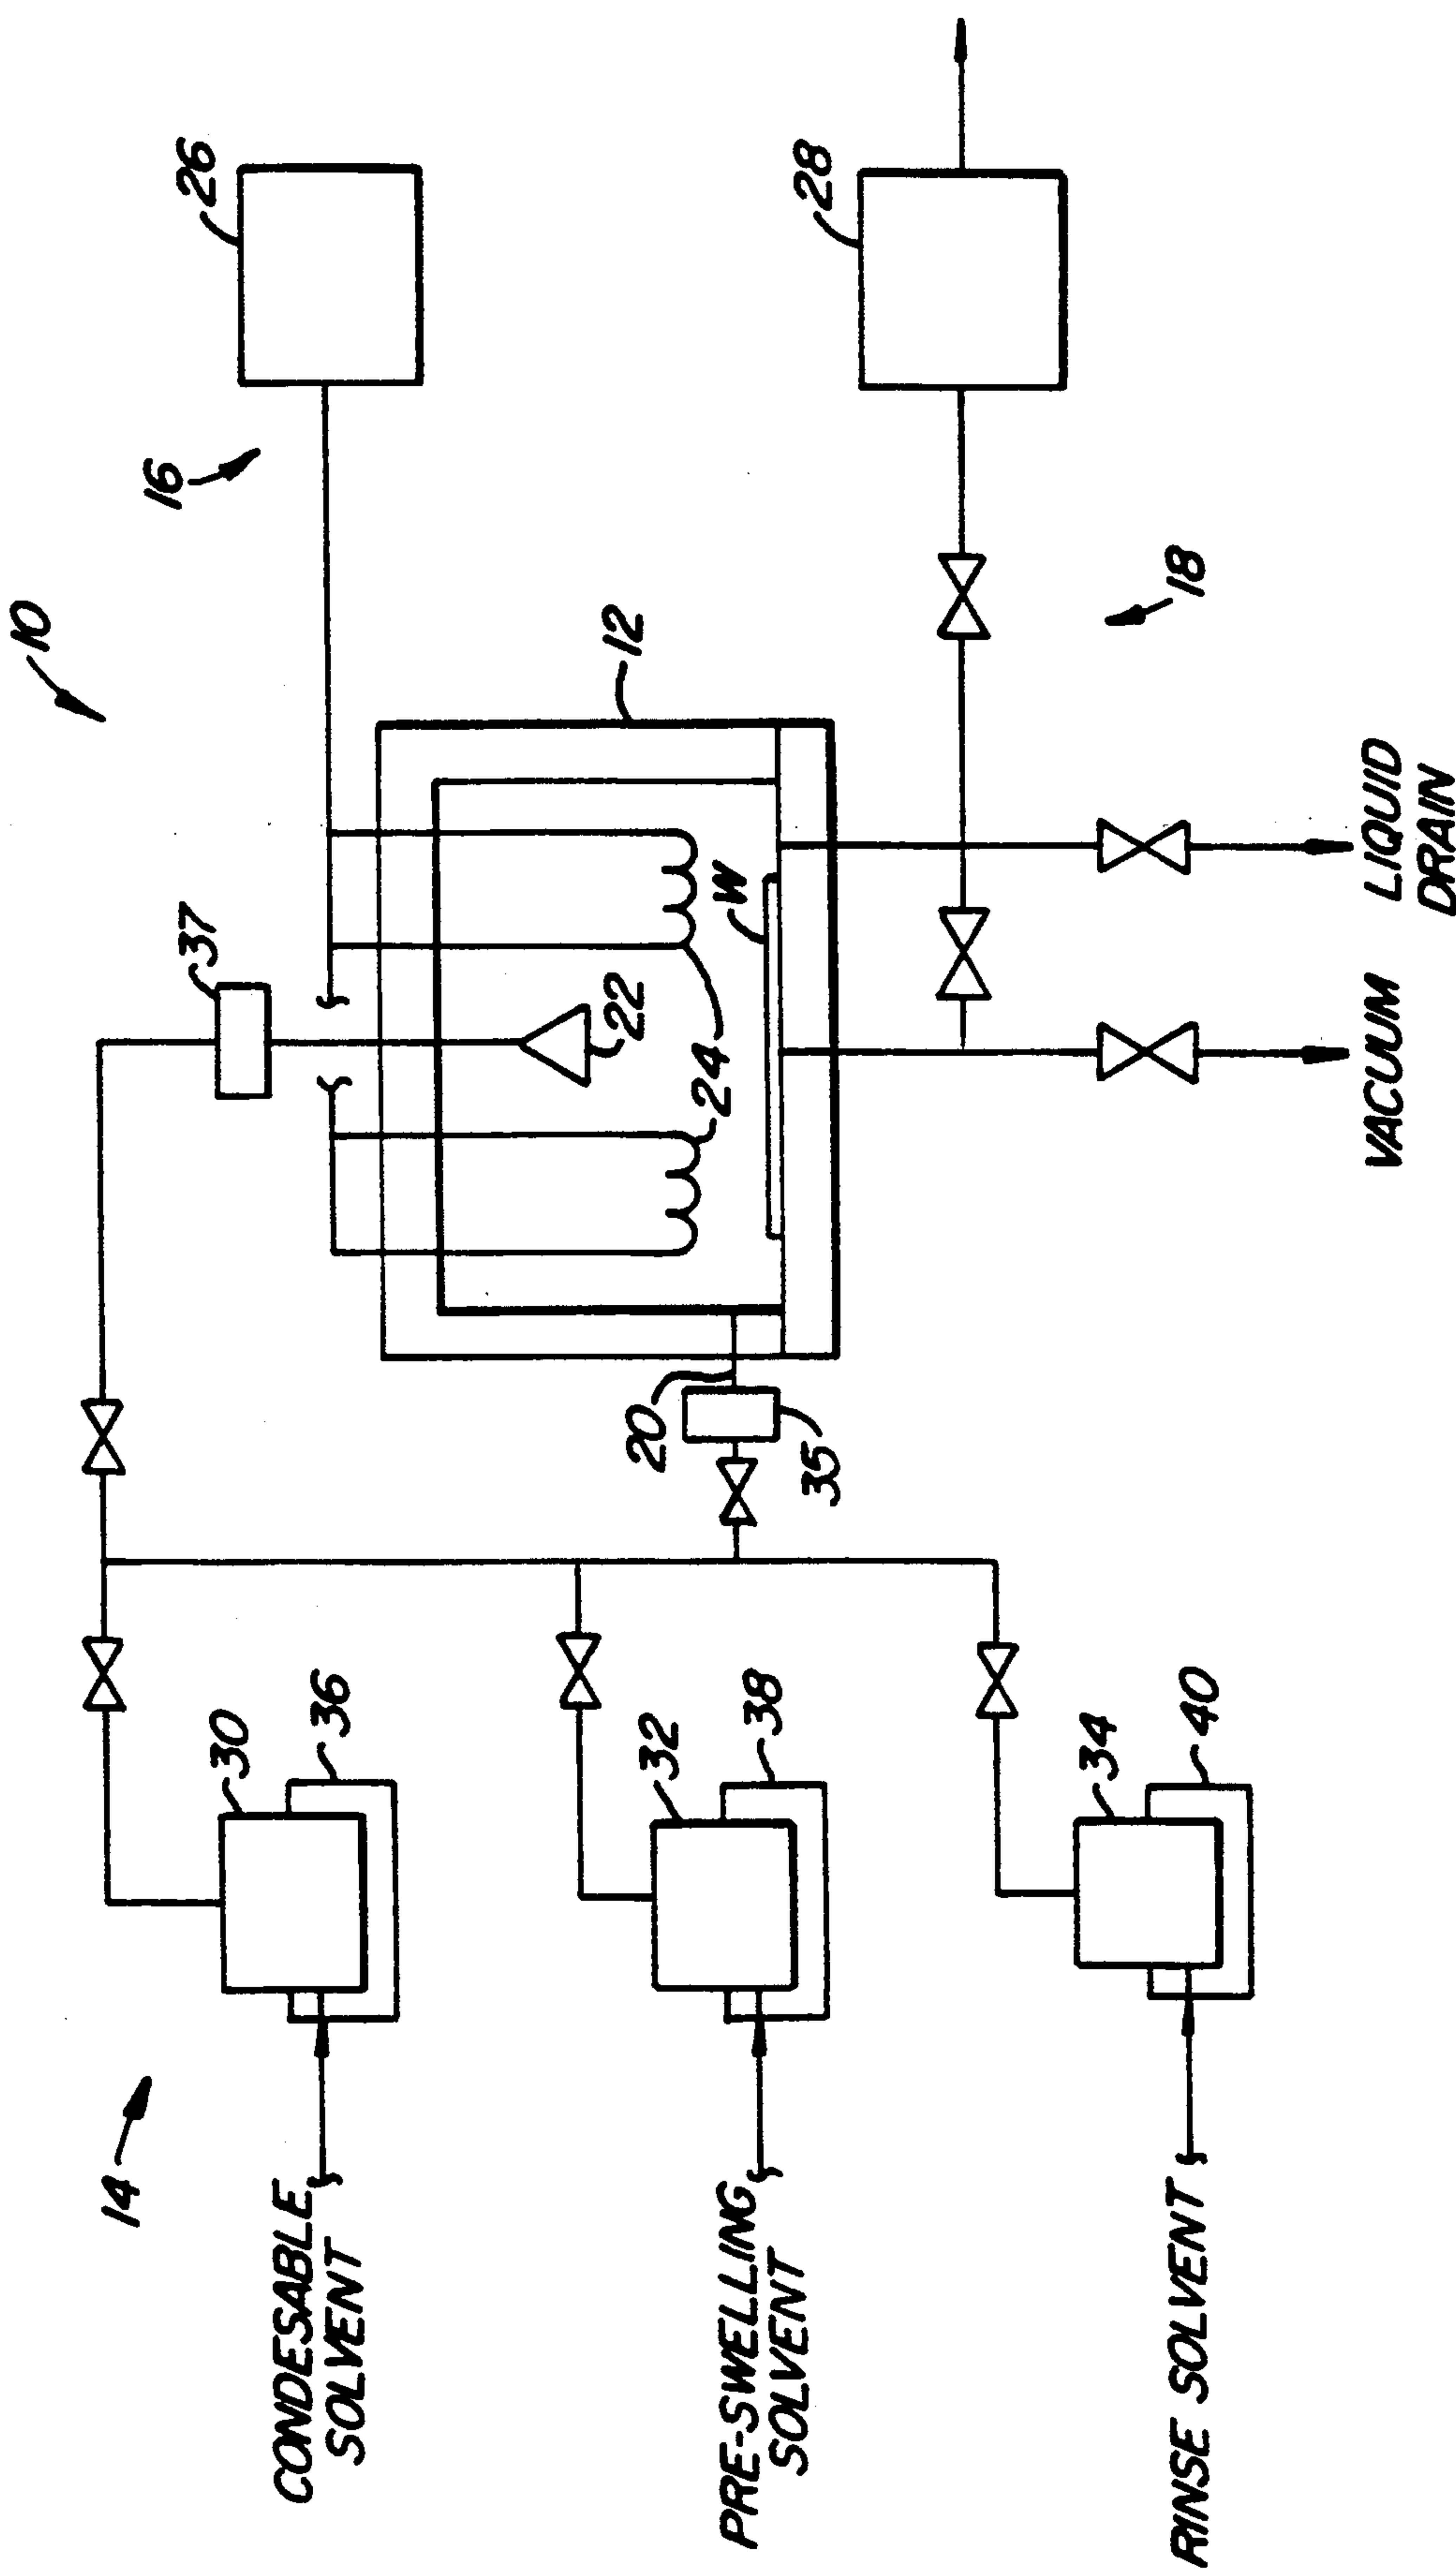 10
14
16
26
37
CONDESABLE
SOLVENT
30
36
12
22
24
W
20
35
28
18
PRE-SWELLING
SOLVENT
32
38
RINSE SOLVENT
34
40
VACUUM
LIQUID
DRAIN